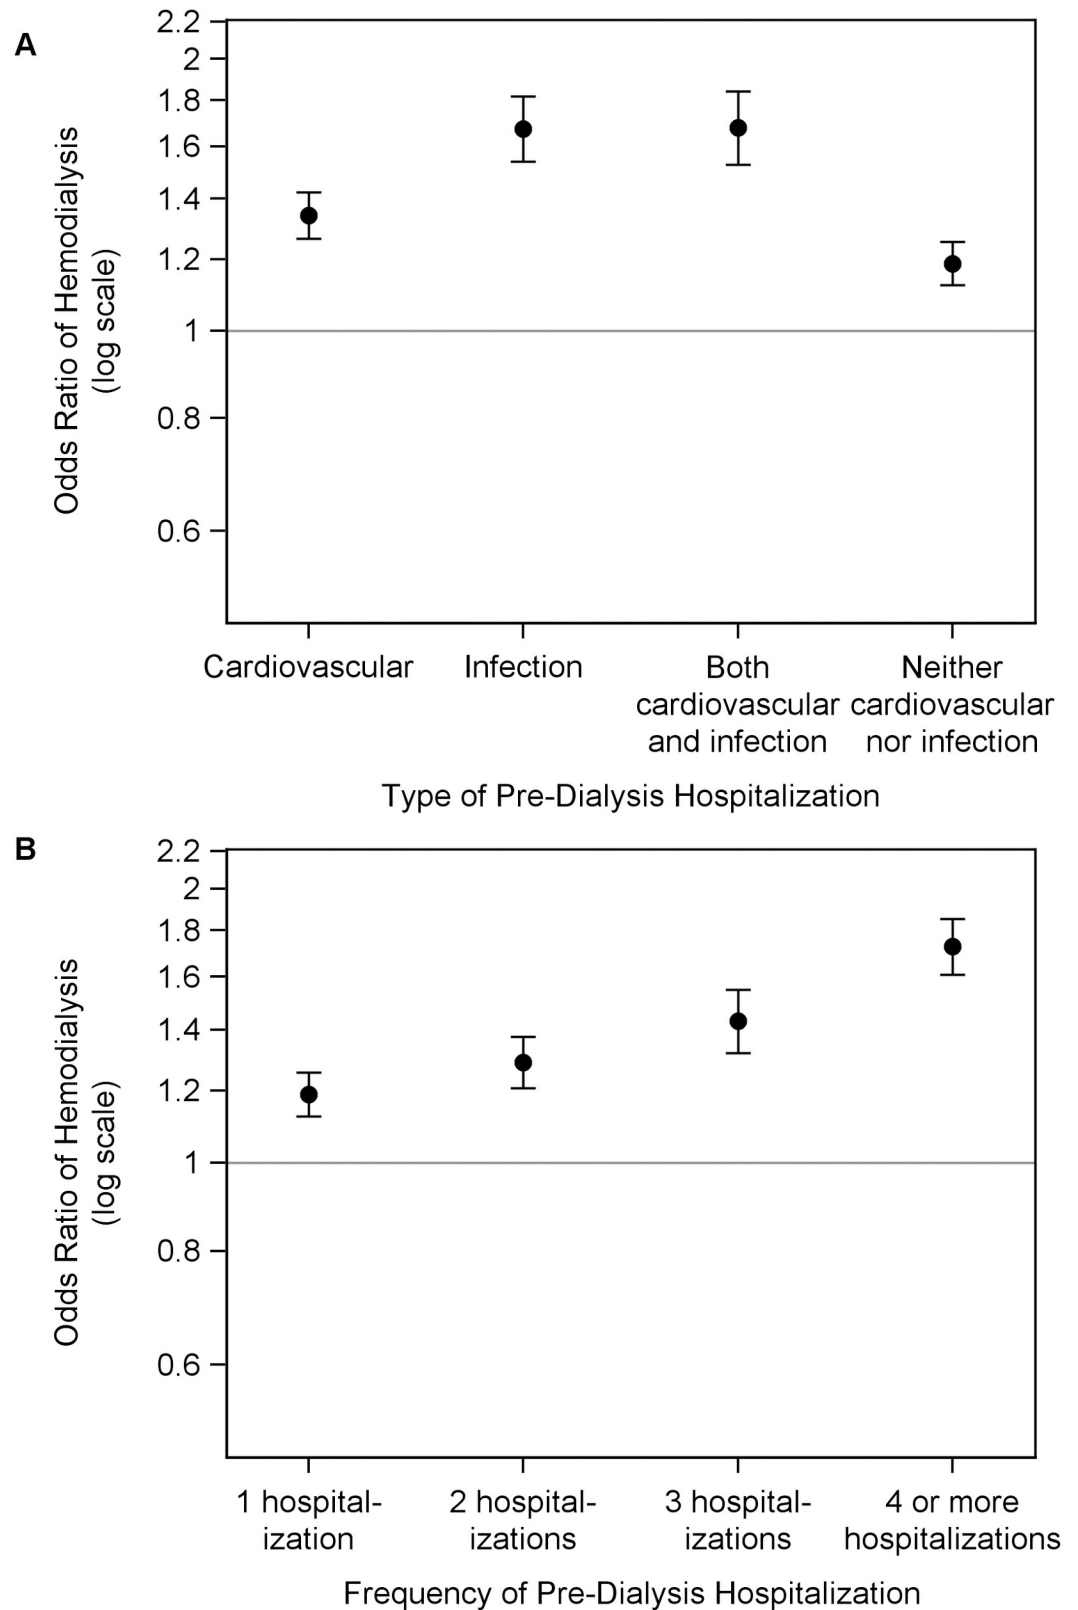 A
Odds Ratio of Hemodialysis
(log scale)
2.2
2
1.8
1.6
1.4
1.2
1
0.8
0.6
Cardiovascular
Infection
Both
cardiovascular
and infection
Neither
cardiovascular
nor infection
Type of Pre-Dialysis Hospitalization
B
Odds Ratio of Hemodialysis
(log scale)
2.2
2
1.8
1.6
1.4
1.2
1
0.8
0.6
1 hospital-
ization
2 hospital-
izations
3 hospital-
izations
4 or more
hospitalizations
Frequency of Pre-Dialysis Hospitalization